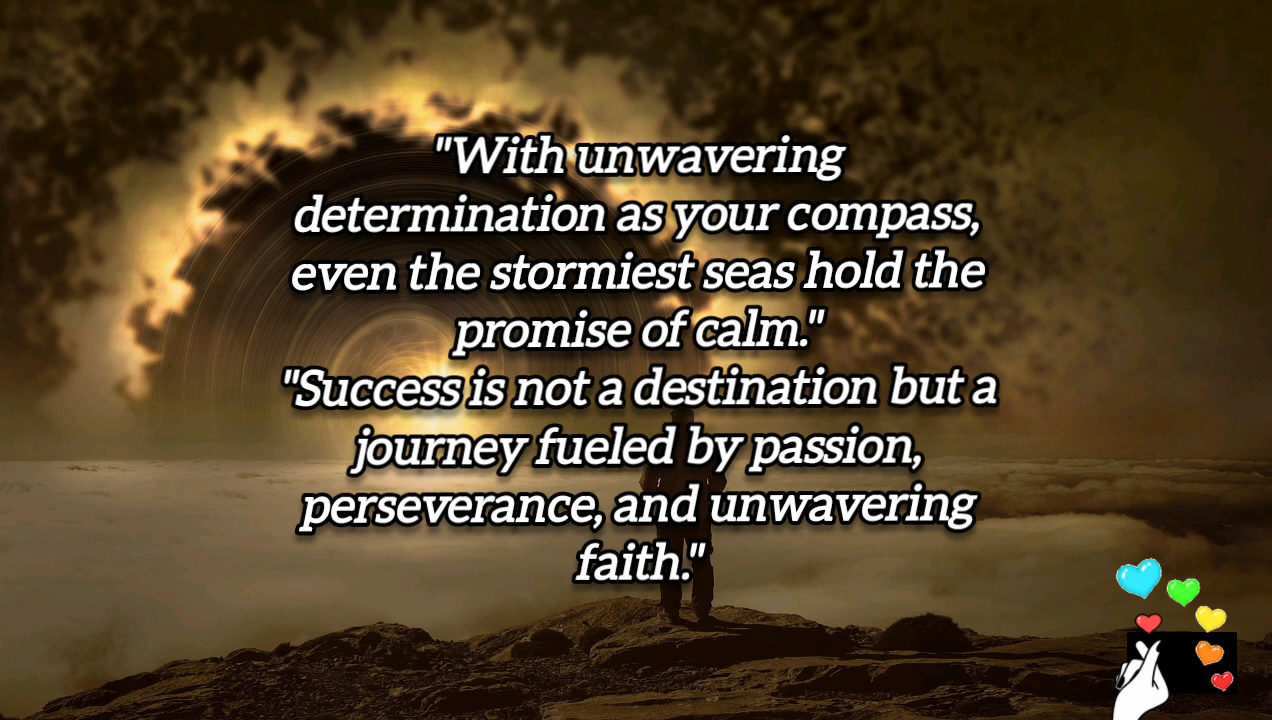 "With unwavering
determination as your compass,
even the stormiest seas hold the
promise of calm."
"Success is not a destination but a
journey fueled by passion,
perseverance, and unwavering
faith."